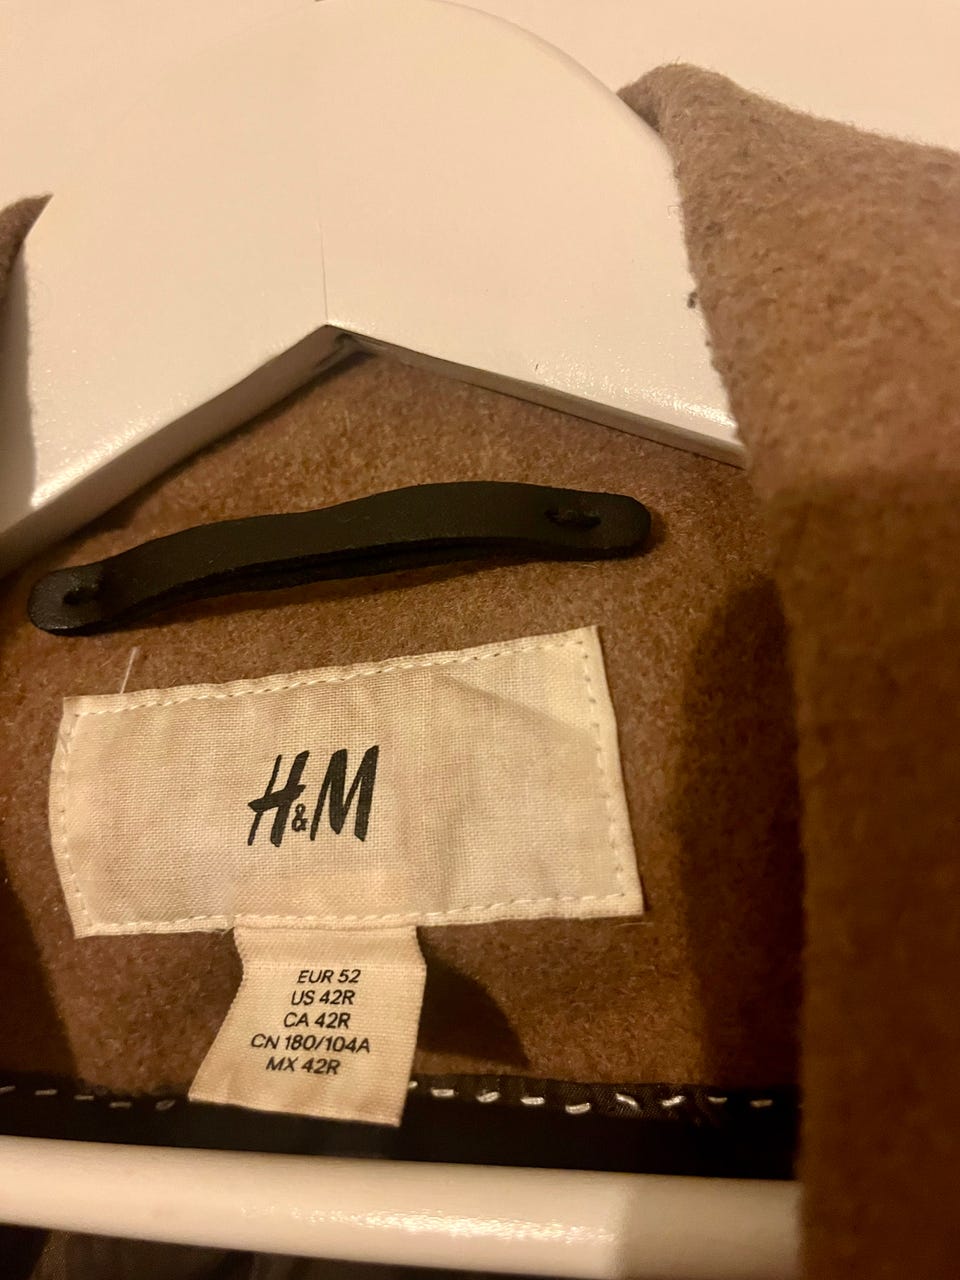 H&M
EUR 52
US 42R
CA 42R
CN 180/104A
MX 42R